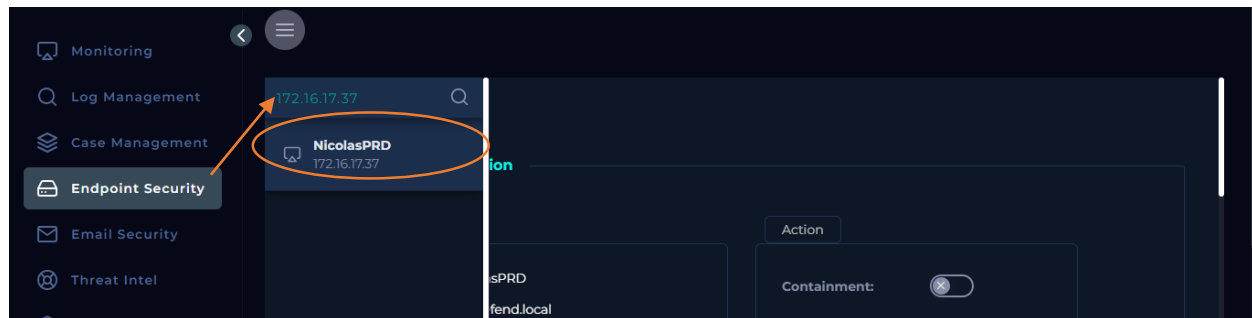 Monitoring
Log Management
Case Management
Endpoint Security
Email Security
Threat Intel
172.16.17.37
NicolasPRD
172.16.17.37
ion
Action
sPRD
Containment:
fend.local